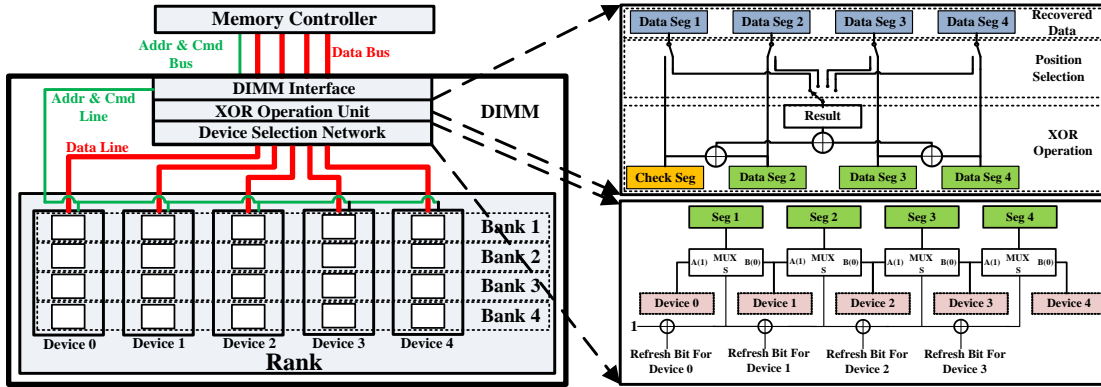 Memory Controller
Addr & Cmd
Bus
Data Bus
DIMM Interface
XOR Operation Unit
Device Selection Network
DIMM
Addr & Cmd
Line
Data Line
Bank 1
Bank 2
Bank 3
Bank 4
Device 0
Device 1
Device 2
Device 3
Device 4
Rank
Data Seg 1
Data Seg 2
Data Seg 3
Data Seg 4
Recovered
Data
Position
Selection
Result
XOR
Operation
Check Seg
Data Seg 2
Data Seg 3
Data Seg 4
Seg 1
Seg 2
Seg 3
Seg 4
A(1) MUX B(0)
S
A(1) MUX B(0)
S
A(1) MUX B(0)
S
A(1) MUX B(0)
S
Device 0
Device 1
Device 2
Device 3
Device 4
1
Refresh Bit For
Device 0
Refresh Bit For
Device 1
Refresh Bit For
Device 2
Refresh Bit For
Device 3